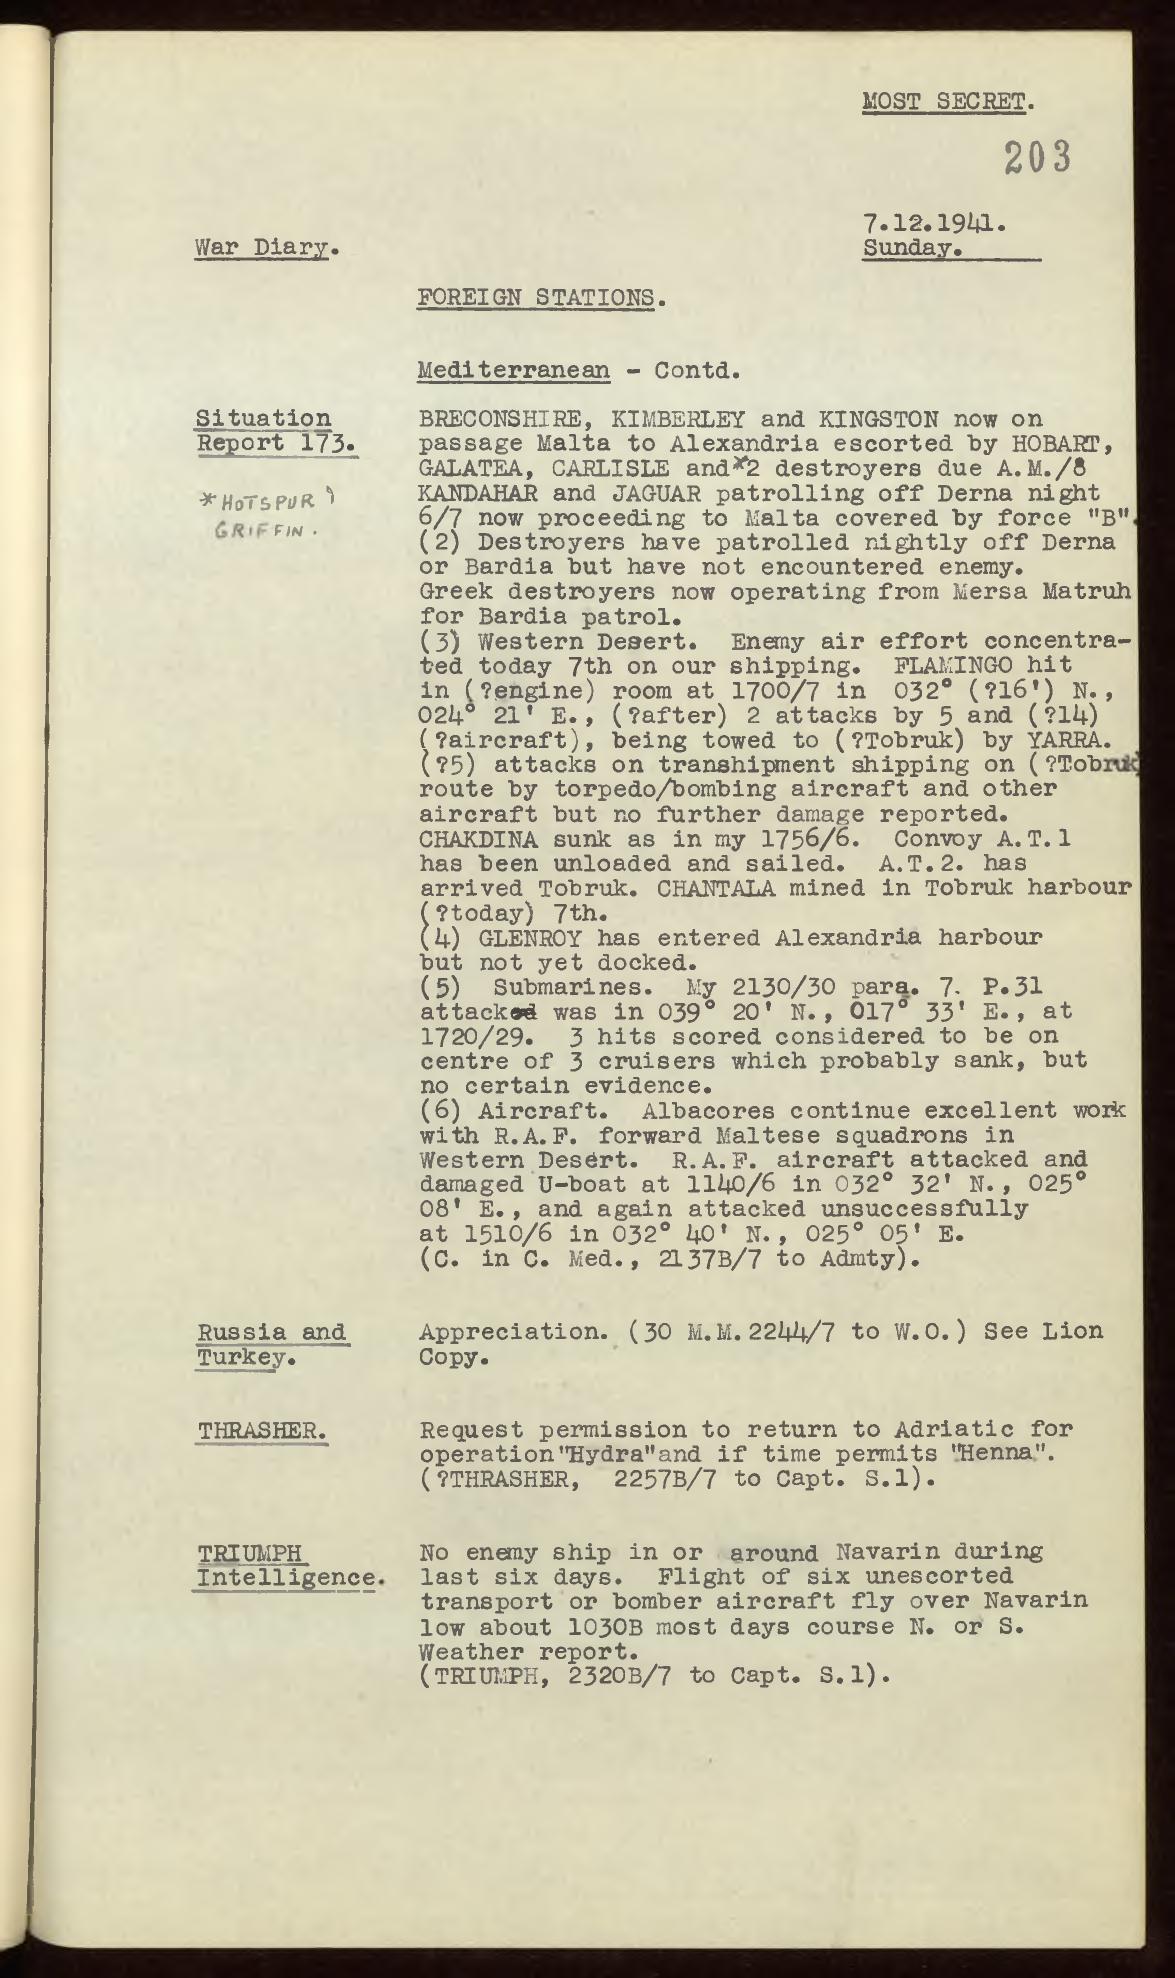 MOST SECRET.
203
7.12.1941.
War Diary.
Sunday.
FOREIGN STATIONS.
Mediterranean - Contd.
Situation
Report 173.
*HOTSPUR
GRIFFIN.
BRECONSHIRE, KIMBERLEY and KINGSTON now on
passage Malta to Alexandria escorted by HOBART,
GALATEA, CARLISLE and*2 destroyers due A.M./8
KANDAHAR and JAGUAR patrolling off Derna night
6/7 now proceeding to Malta covered by force "B".
(2) Destroyers have patrolled nightly off Derna
or Bardia but have not encountered enemy.
Greek destroyers now operating from Mersa Matruh
for Bardia patrol.
(3) Western Desert. Enemy air effort concentra-
ted today 7th on our shipping. FLAMINGO hit
in (?engine) room at 1700/7 in 032° (?16') N.,
024° 21' E., (?after) 2 attacks by 5 and (?14)
(?aircraft), being towed to (?Tobruk) by YARRA.
(?5) attacks on transhipment shipping on (?Tobruk)
route by torpedo/bombing aircraft and other
aircraft but no further damage reported.
CHAKDINA sunk as in my 1756/6. Convoy A.T.1
has been unloaded and sailed. A.T.2. has
arrived Tobruk. CHANTALA mined in Tobruk harbour
(?today) 7th.
(4) GLENROY has entered Alexandria harbour
but not yet docked.
(5) Submarines. My 2130/30 para. 7. P.31
attacked was in 039° 20' N., 017° 33' E., at
1720/29. 3 hits scored considered to be on
centre of 3 cruisers which probably sank, but
no certain evidence.
(6) Aircraft. Albacores continue excellent work
with R.A.F. forward Maltese squadrons in
Western Desert. R.A.F. aircraft attacked and
damaged U-boat at 1140/6 in 032° 32' N., 025°
08' E., and again attacked unsuccessfully
at 1510/6 in 032° 40' N., 025° 05' E.
(C. in C. Med., 2137B/7 to Admty).
Russia and
Turkey.
Appreciation. (30 M.M.2244/7 to W.O.) See Lion
Copy.
THRASHER.
Request permission to return to Adriatic for
operation"Hydra"and if time permits "Henna".
(?THRASHER, 2257B/7 to Capt. S.1).
TRIUMPH
Intelligence.
No enemy ship in or around Navarin during
last six days. Flight of six unescorted
transport or bomber aircraft fly over Navarin
low about 1030B most days course N. or S.
Weather report.
(TRIUMPH, 2320B/7 to Capt. S.1).